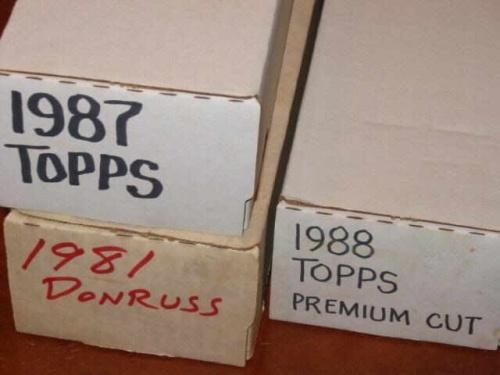 1987
TOPPS
1981
DONRUSS
1988
TOPPS
PREMIUM CUT